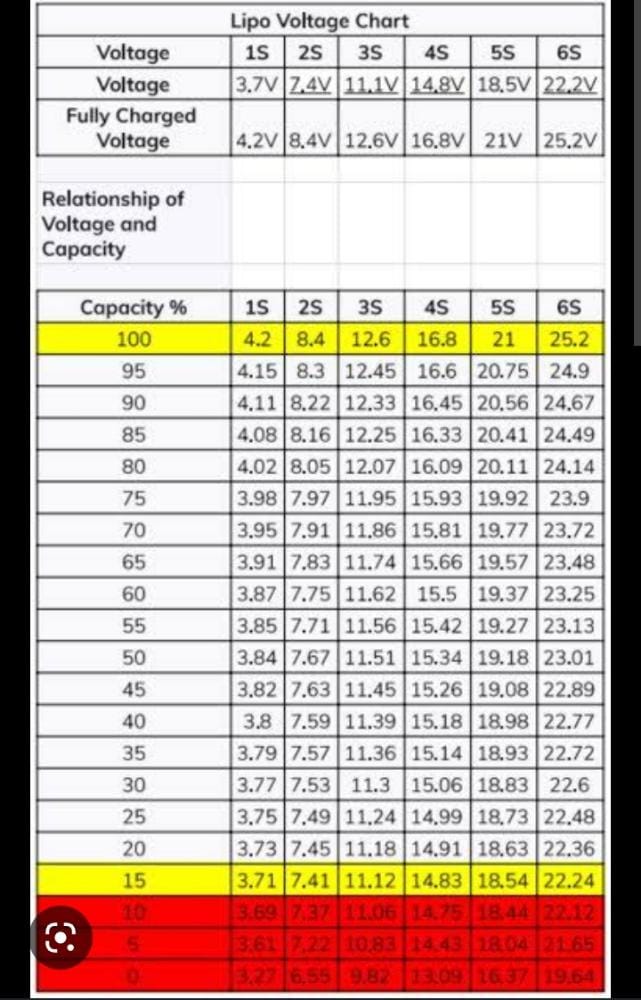 Lipo Voltage Chart
Voltage 1S 2S 3S 4S 5S 6S
Voltage 3.7V 7.4V 11.1V 14.8V 18.5V 22.2V
Fully Charged
Voltage 4.2V 8.4V 12.6V 16.8V 21V 25.2V
Relationship of
Voltage and
Capacity
Capacity % 1S 2S 3S 4S 5S 6S
100 4.2 8.4 12.6 16.8 21 25.2
95 4.15 8.3 12.45 16.6 20.75 24.9
90 4.11 8.22 12.33 16.45 20.56 24.67
85 4.08 8.16 12.25 16.33 20.41 24.49
80 4.02 8.05 12.07 16.09 20.11 24.14
75 3.98 7.97 11.95 15.93 19.92 23.9
70 3.95 7.91 11.86 15.81 19.77 23.72
65 3.91 7.83 11.74 15.66 19.57 23.48
60 3.87 7.75 11.62 15.5 19.37 23.25
55 3.85 7.71 11.56 15.42 19.27 23.13
50 3.84 7.67 11.51 15.34 19.18 23.01
45 3.82 7.63 11.45 15.26 19.08 22.89
40 3.8 7.59 11.39 15.18 18.98 22.77
35 3.79 7.57 11.36 15.14 18.93 22.72
30 3.77 7.53 11.3 15.06 18.83 22.6
25 3.75 7.49 11.24 14.99 18.73 22.48
20 3.73 7.45 11.18 14.91 18.63 22.36
15 3.71 7.41 11.12 14.83 18.54 22.24
10 3.69 7.37 11.06 14.75 18.44 22.12
5 3.61 7.22 10.83 14.43 18.04 21.65
0 3.27 6.55 9.82 13.09 16.37 19.64